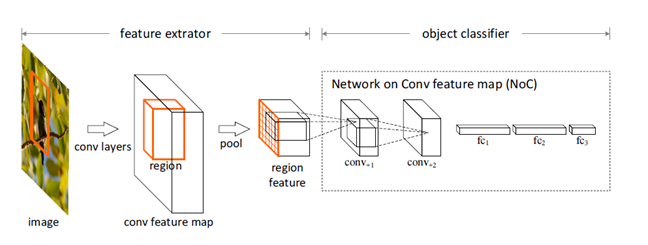 feature extrator
object classifier
Network on Conv feature map (NoC)
conv layers
region
pool
region
feature
conv+1
conv+2
fc1
fc2
fc3
image
conv feature map